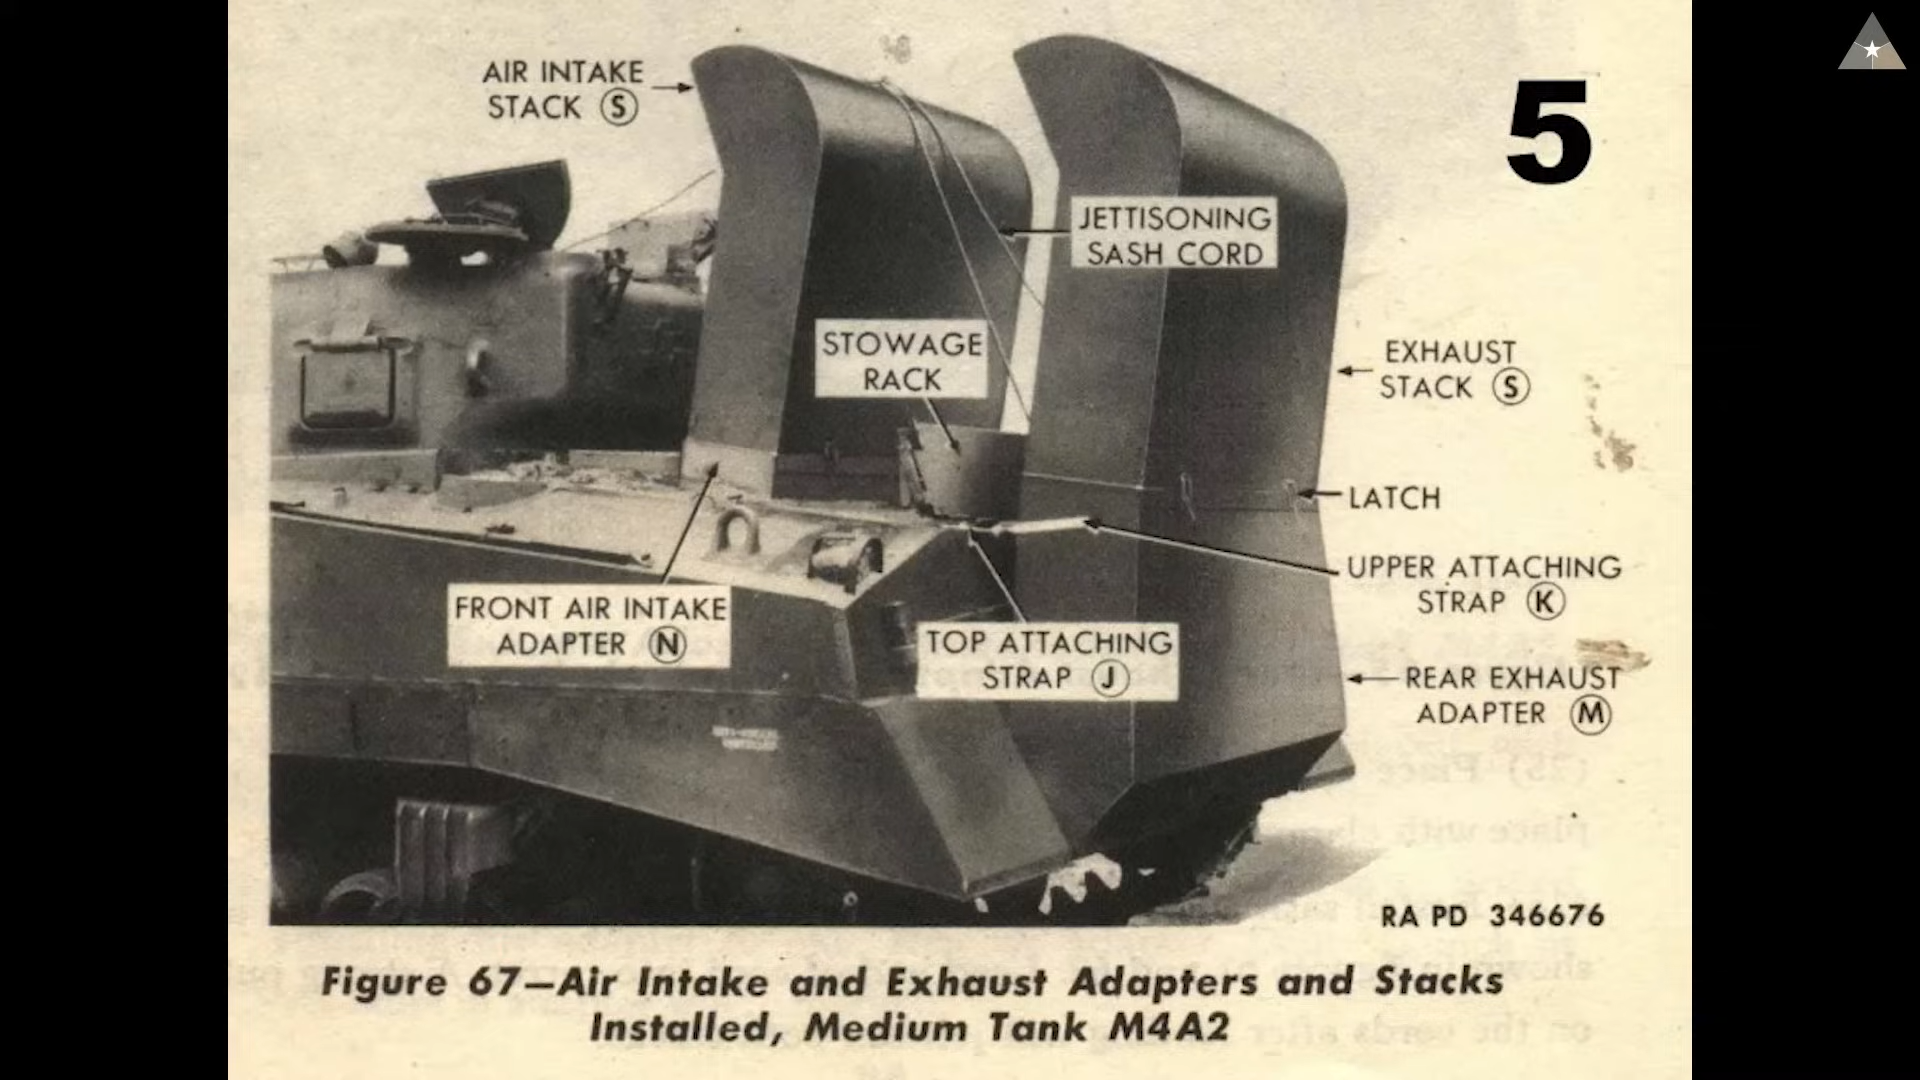 AIR INTAKE
STACK S
5
JETTISONING
SASH CORD
STOWAGE
RACK
EXHAUST
STACK S
LATCH
UPPER ATTACHING
STRAP K
FRONT AIR INTAKE
ADAPTER N
TOP ATTACHING
STRAP J
REAR EXHAUST
ADAPTER M
RA PD 346676
Figure 67—Air Intake and Exhaust Adapters and Stacks
Installed, Medium Tank M4A2